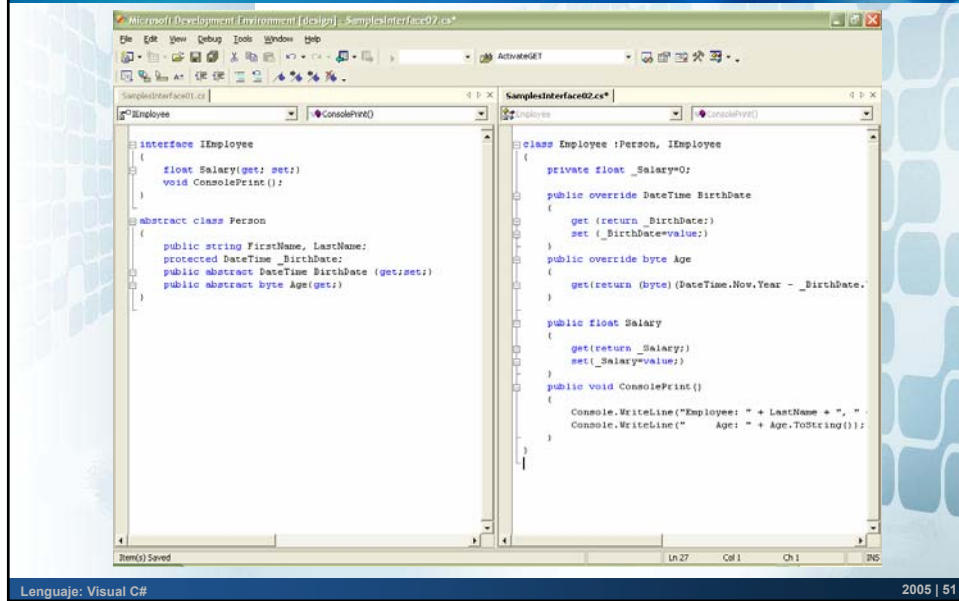 Microsoft Development Environment [design] - SamplesInterface02.cs*
File Edit View Debug Tools Window Help
ActivateGET
SamplesInterface01.cs
IEmployee
ConsolePrint()
interface IEmployee
{
float Salary{get; set;}
void ConsolePrint();
}
abstract class Person
{
public string FirstName, LastName;
protected DateTime _BirthDate;
public abstract DateTime BirthDate {get;set;}
public abstract byte Age{get;}
}
SamplesInterface02.cs*
Employee
ConsolePrint()
class Employee :Person, IEmployee
{
private float _Salary=0;
public override DateTime BirthDate
{
get {return _BirthDate;}
set {_BirthDate=value;}
}
public override byte Age
{
get{return (byte)(DateTime.Now.Year - _BirthDate.
}
public float Salary
{
get{return _Salary;}
set{_Salary=value;}
}
public void ConsolePrint()
{
Console.WriteLine("Employee: " + LastName + ", "
Console.WriteLine("     Age: " + Age.ToString());
}
}
Item(s) Saved
Ln 27 Col 1 Ch 1 INS
Lenguaje: Visual C#
2005 | 51